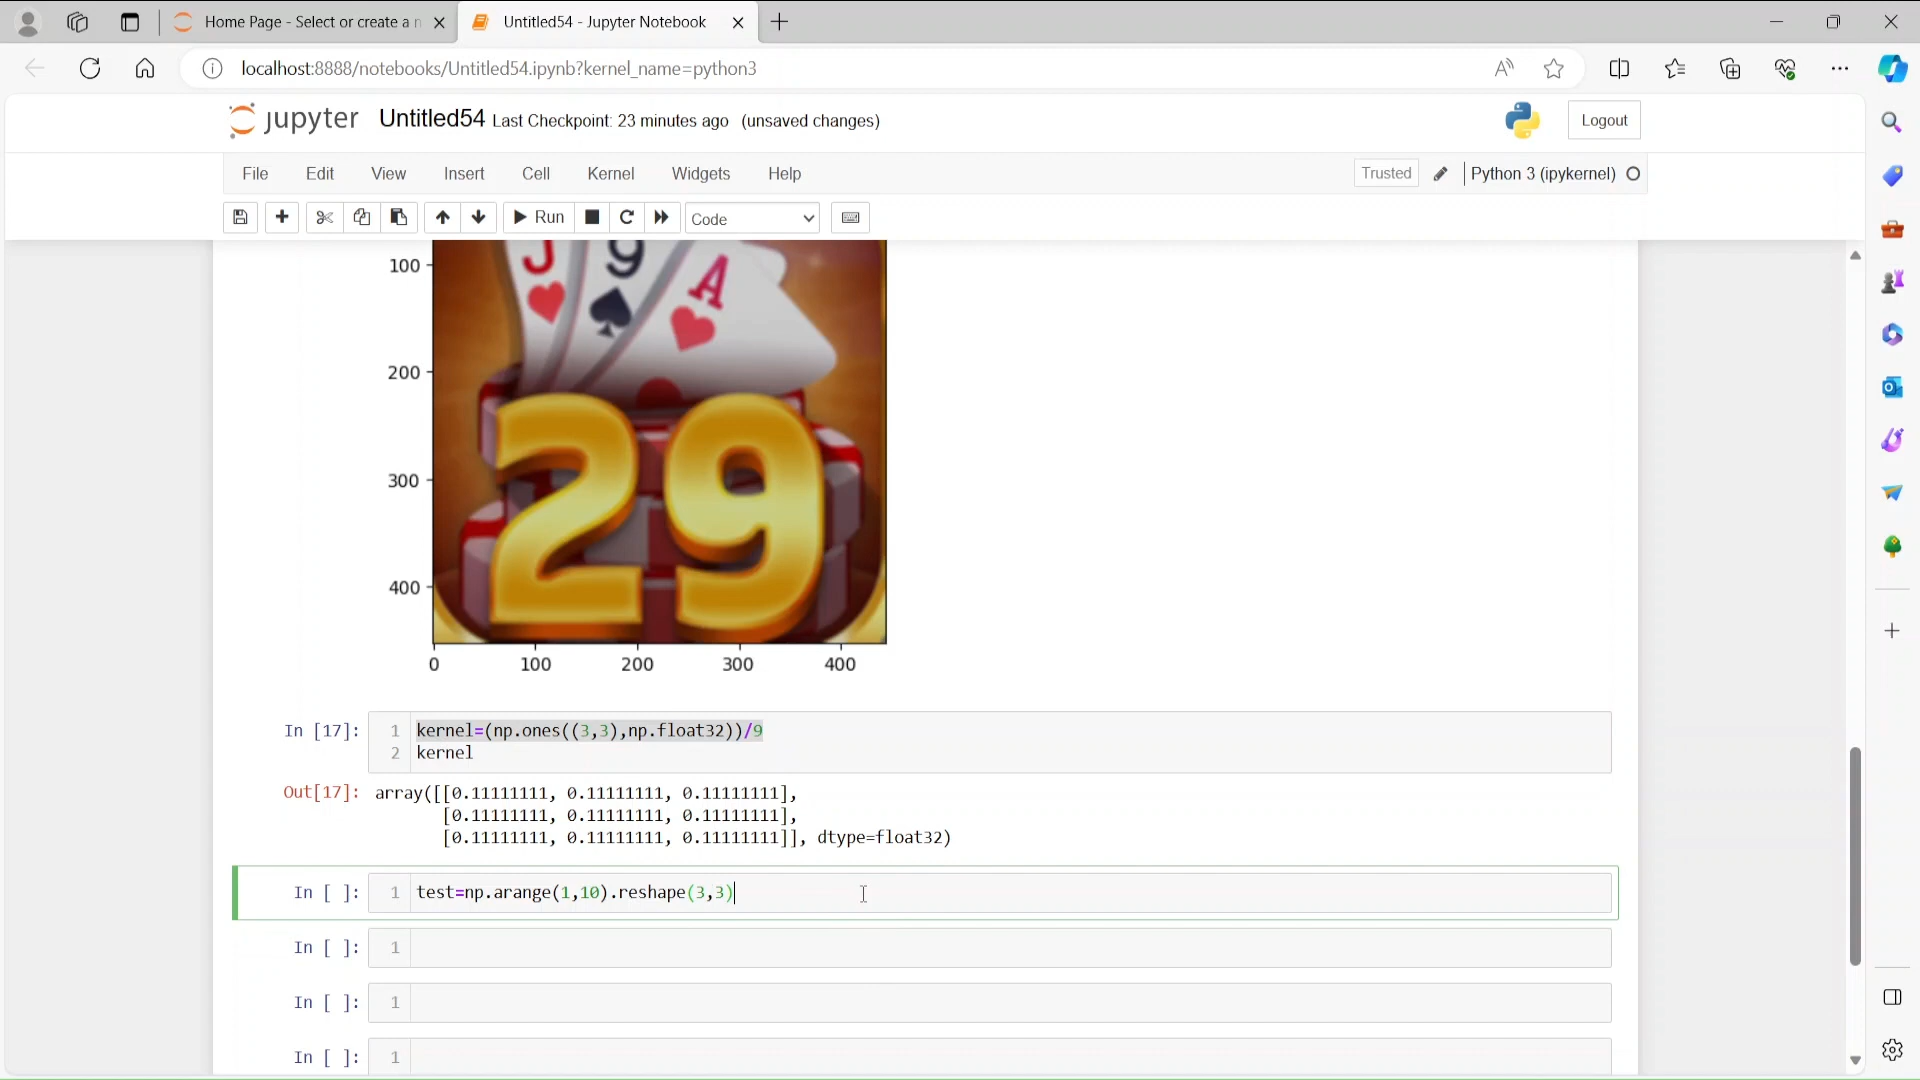 Home Page - Select or create a n
Untitled54 - Jupyter Notebook
localhost:8888/notebooks/Untitled54.ipynb?kernel_name=python3
jupyter Untitled54 Last Checkpoint: 23 minutes ago (unsaved changes)
Logout
File Edit View Insert Cell Kernel Widgets Help
Trusted Python 3 (ipykernel)
Run Code
J 9 A
100
200
300
400
29
0 100 200 300 400
In [17]: 1 kernel=(np.ones((3,3),np.float32))/9
2 kernel
Out[17]: array([[0.11111111, 0.11111111, 0.11111111],
[0.11111111, 0.11111111, 0.11111111],
[0.11111111, 0.11111111, 0.11111111]], dtype=float32)
In [ ]: 1 test=np.arange(1,10).reshape(3,3)
In [ ]: 1
In [ ]: 1
In [ ]: 1